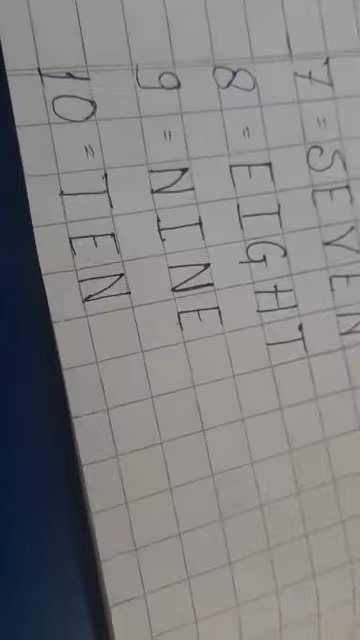 7 = SEVEN
8 = EIGHT
9 = NINE
10 = TEN